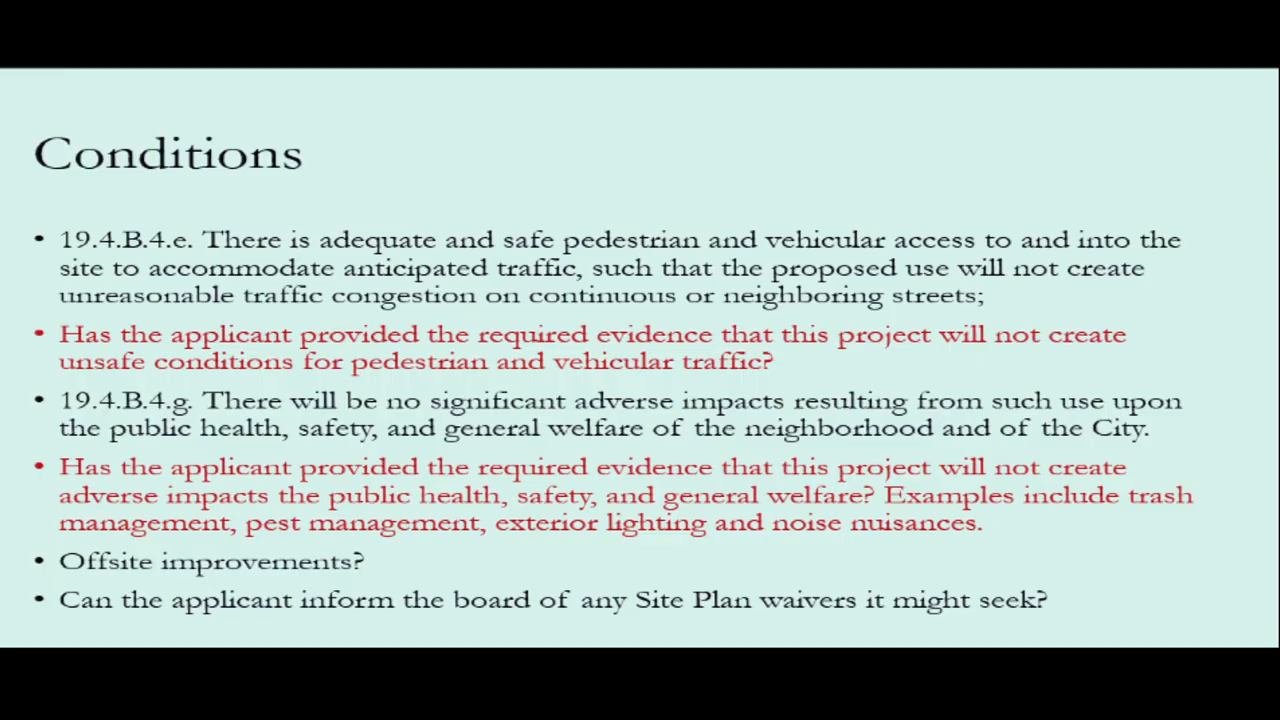 Conditions
• 19.4.B.4.e. There is adequate and safe pedestrian and vehicular access to and into the
site to accommodate anticipated traffic, such that the proposed use will not create
unreasonable traffic congestion on continuous or neighboring streets;
• Has the applicant provided the required evidence that this project will not create
unsafe conditions for pedestrian and vehicular traffic?
• 19.4.B.4.g. There will be no significant adverse impacts resulting from such use upon
the public health, safety, and general welfare of the neighborhood and of the City.
• Has the applicant provided the required evidence that this project will not create
adverse impacts the public health, safety, and general welfare? Examples include trash
management, pest management, exterior lighting and noise nuisances.
• Offsite improvements?
• Can the applicant inform the board of any Site Plan waivers it might seek?